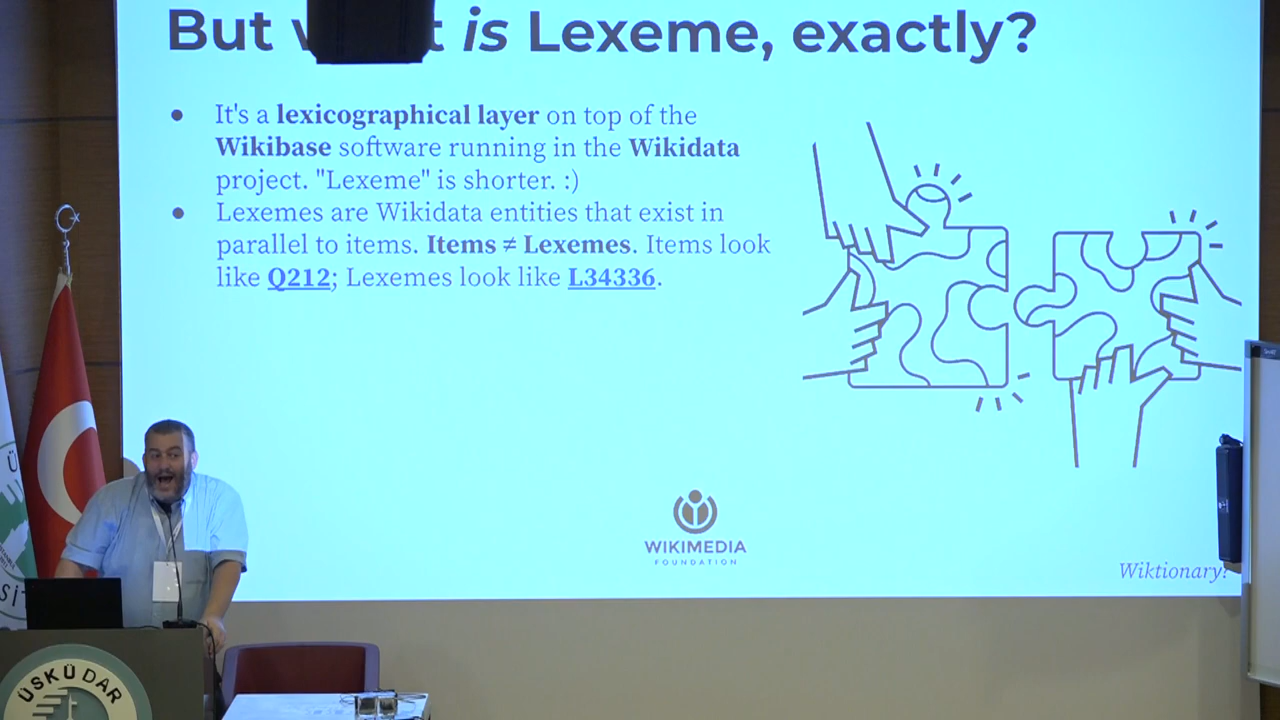 But is Lexeme, exactly?
It's a lexicographical layer on top of the
Wikibase software running in the Wikidata
project. "Lexeme" is shorter. :)
Lexemes are Wikidata entities that exist in
parallel to items. Items ≠ Lexemes. Items look
like Q212; Lexemes look like L34336.
WIKIMEDIA
FOUNDATION
Wiktionary?
ÜSKÜDAR